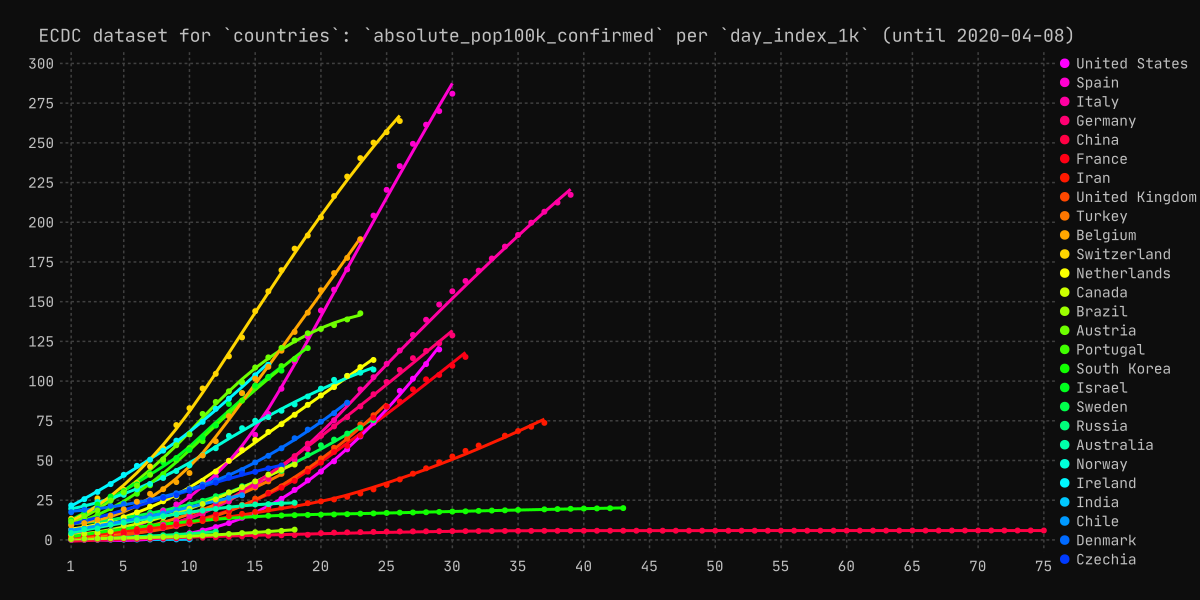 ECDC dataset for `countries`: `absolute_pop100k_confirmed` per `day_index_1k` (until 2020-04-08)
300
275
250
225
200
175
150
125
100
75
50
25
0
1 5 10 15 20 25 30 35 40 45 50 55 60 65 70 75
United States
Spain
Italy
Germany
China
France
Iran
United Kingdom
Turkey
Belgium
Switzerland
Netherlands
Canada
Brazil
Austria
Portugal
South Korea
Israel
Sweden
Russia
Australia
Norway
Ireland
India
Chile
Denmark
Czechia